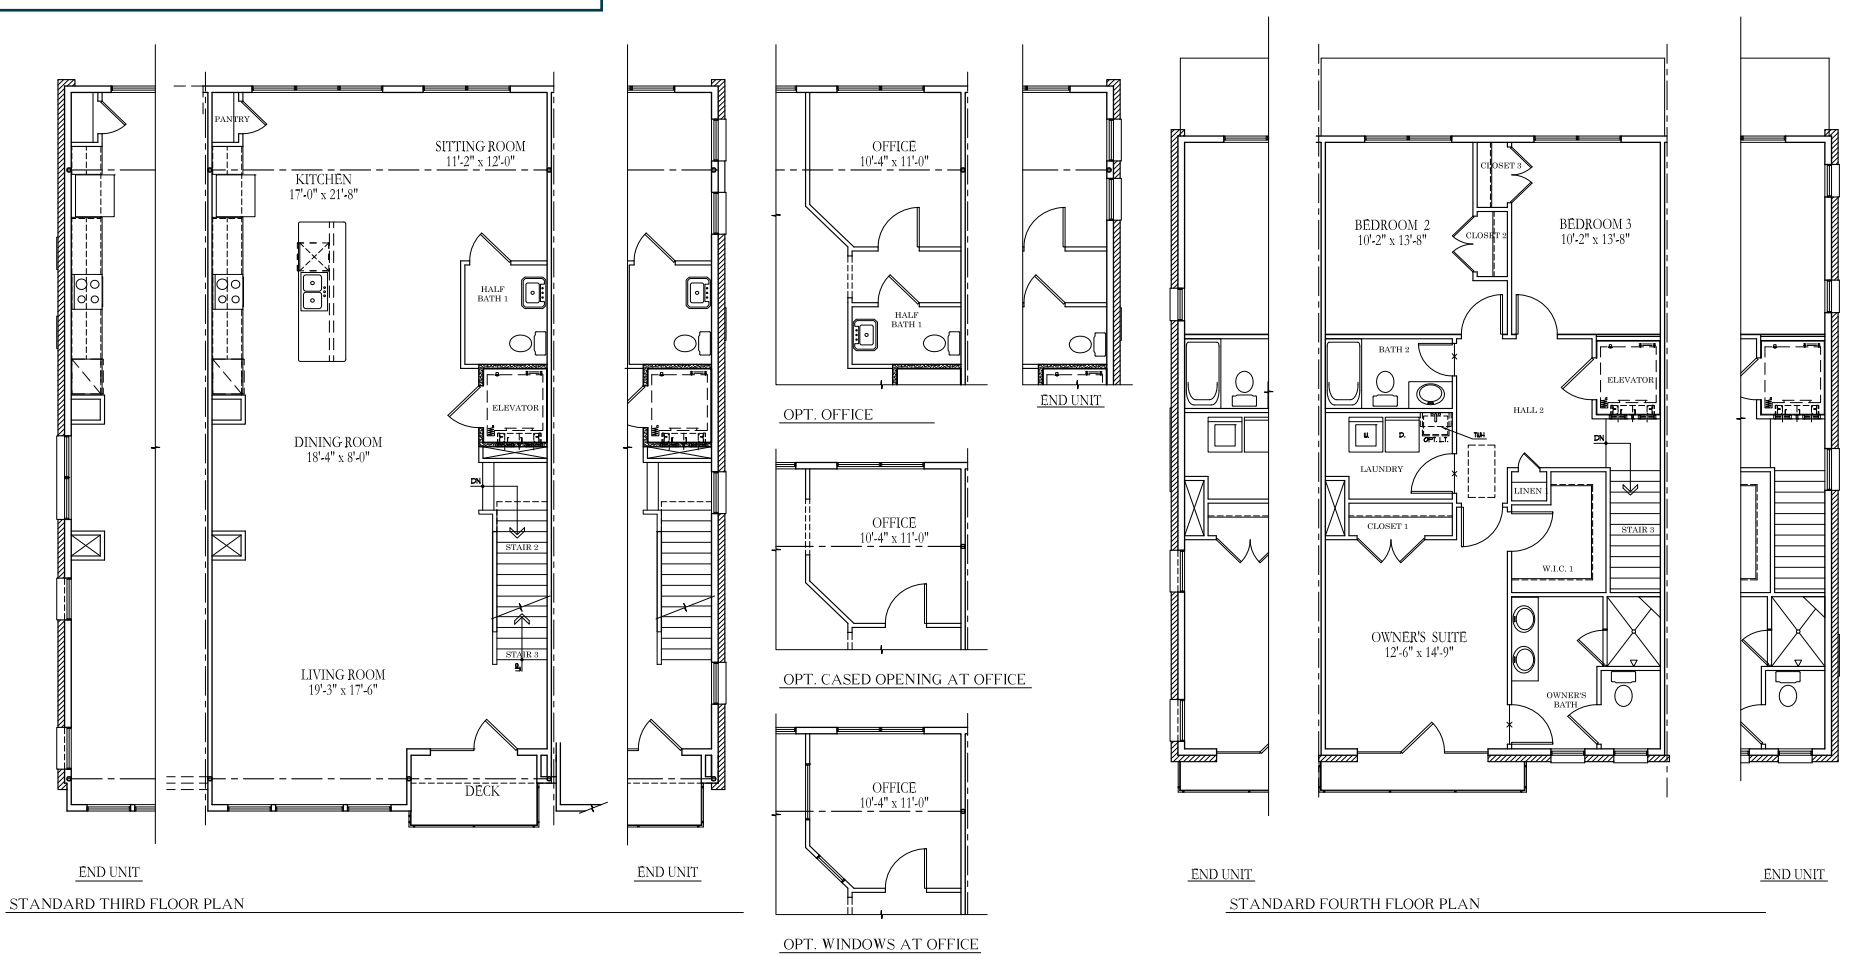 PANTRY
SITTING ROOM
11'-2" x 12'-0"
KITCHEN
17'-0" x 21'-8"
HALF
BATH 1
ELEVATOR
DINING ROOM
18'-4" x 8'-0"
DN
STAIR 2
STAIR 3
UP
LIVING ROOM
19'-3" x 17'-6"
DECK
END UNIT
END UNIT
STANDARD THIRD FLOOR PLAN
OFFICE
10'-4" x 11'-0"
HALF
BATH 1
OPT. OFFICE
END UNIT
OFFICE
10'-4" x 11'-0"
OPT. CASED OPENING AT OFFICE
OFFICE
10'-4" x 11'-0"
OPT. WINDOWS AT OFFICE
CLOSET 3
BEDROOM 2
10'-2" x 13'-8"
CLOSET 2
BEDROOM 3
10'-2" x 13'-8"
BATH 2
ELEVATOR
HALL 2
W.
D.
OPT. L.T.
TWH
DN
LAUNDRY
LINEN
CLOSET 1
STAIR 3
W.I.C. 1
OWNER'S SUITE
12'-6" x 14'-9"
OWNER'S
BATH
END UNIT
END UNIT
STANDARD FOURTH FLOOR PLAN